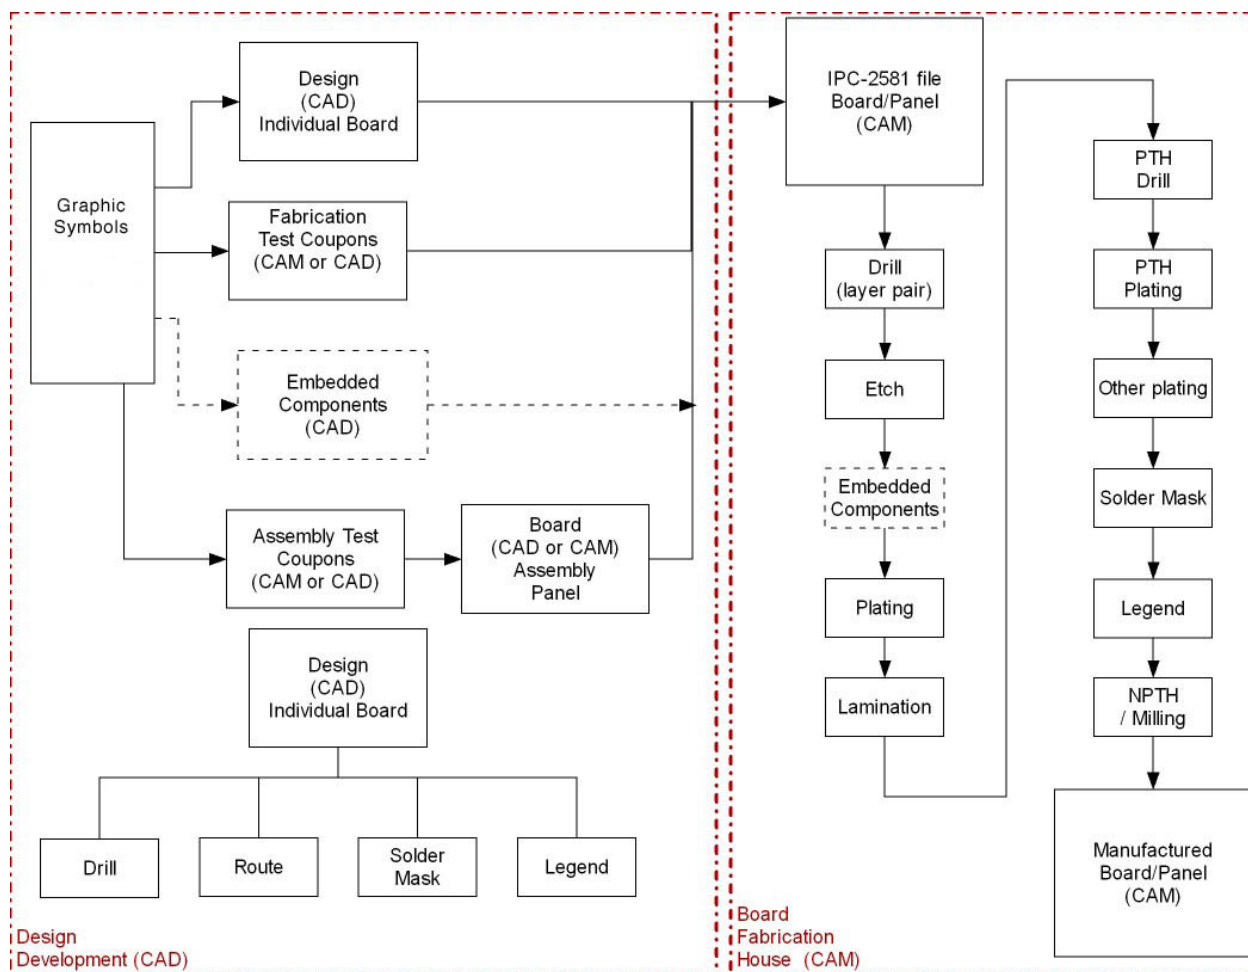 Graphic
Symbols
Design
(CAD)
Individual Board
Fabrication
Test Coupons
(CAM or CAD)
Embedded
Components
(CAD)
Assembly Test
Coupons
(CAM or CAD)
Board
(CAD or CAM)
Assembly
Panel
Design
(CAD)
Individual Board
Drill
Route
Solder
Mask
Legend
Design
Development (CAD)
IPC-2581 file
Board/Panel
(CAM)
Drill
(layer pair)
Etch
Embedded
Components
Plating
Lamination
PTH
Drill
PTH
Plating
Other plating
Solder Mask
Legend
NPTH
/ Milling
Manufactured
Board/Panel
(CAM)
Board
Fabrication
House (CAM)